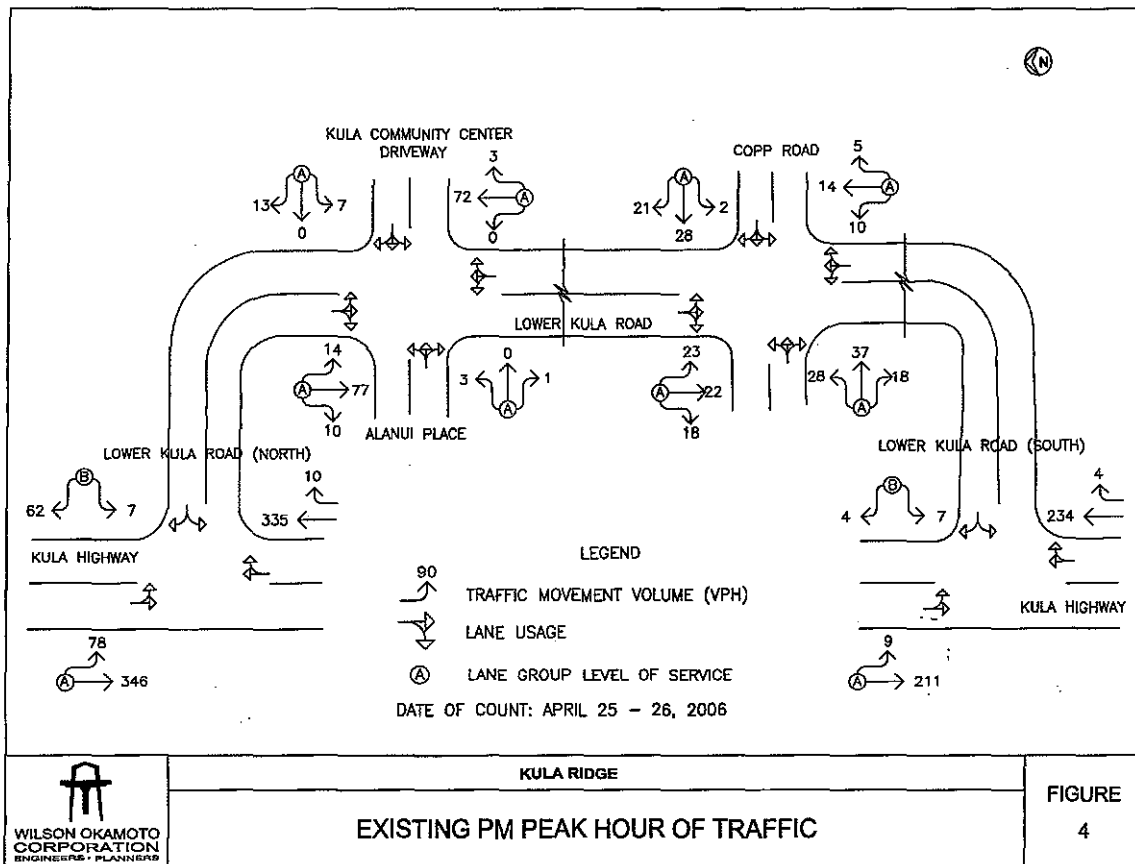 N
KULA COMMUNITY CENTER
DRIVEWAY
COPP ROAD
A
13
0
7
3
72
A
0
A
21
28
2
5
14
A
10
LOWER KULA ROAD
14
A
77
10
ALANUI PLACE
0
3
1
A
23
A
22
18
37
28
18
A
LOWER KULA ROAD (NORTH)
LOWER KULA ROAD (SOUTH)
B
62
7
10
335
B
4
7
4
234
KULA HIGHWAY
KULA HIGHWAY
78
A
346
9
A
211
LEGEND
90
TRAFFIC MOVEMENT VOLUME (VPH)
LANE USAGE
A
LANE GROUP LEVEL OF SERVICE
DATE OF COUNT: APRIL 25 - 26, 2006
WILSON OKAMOTO
CORPORATION
ENGINEERS • PLANNERS
KULA RIDGE
EXISTING PM PEAK HOUR OF TRAFFIC
FIGURE
4